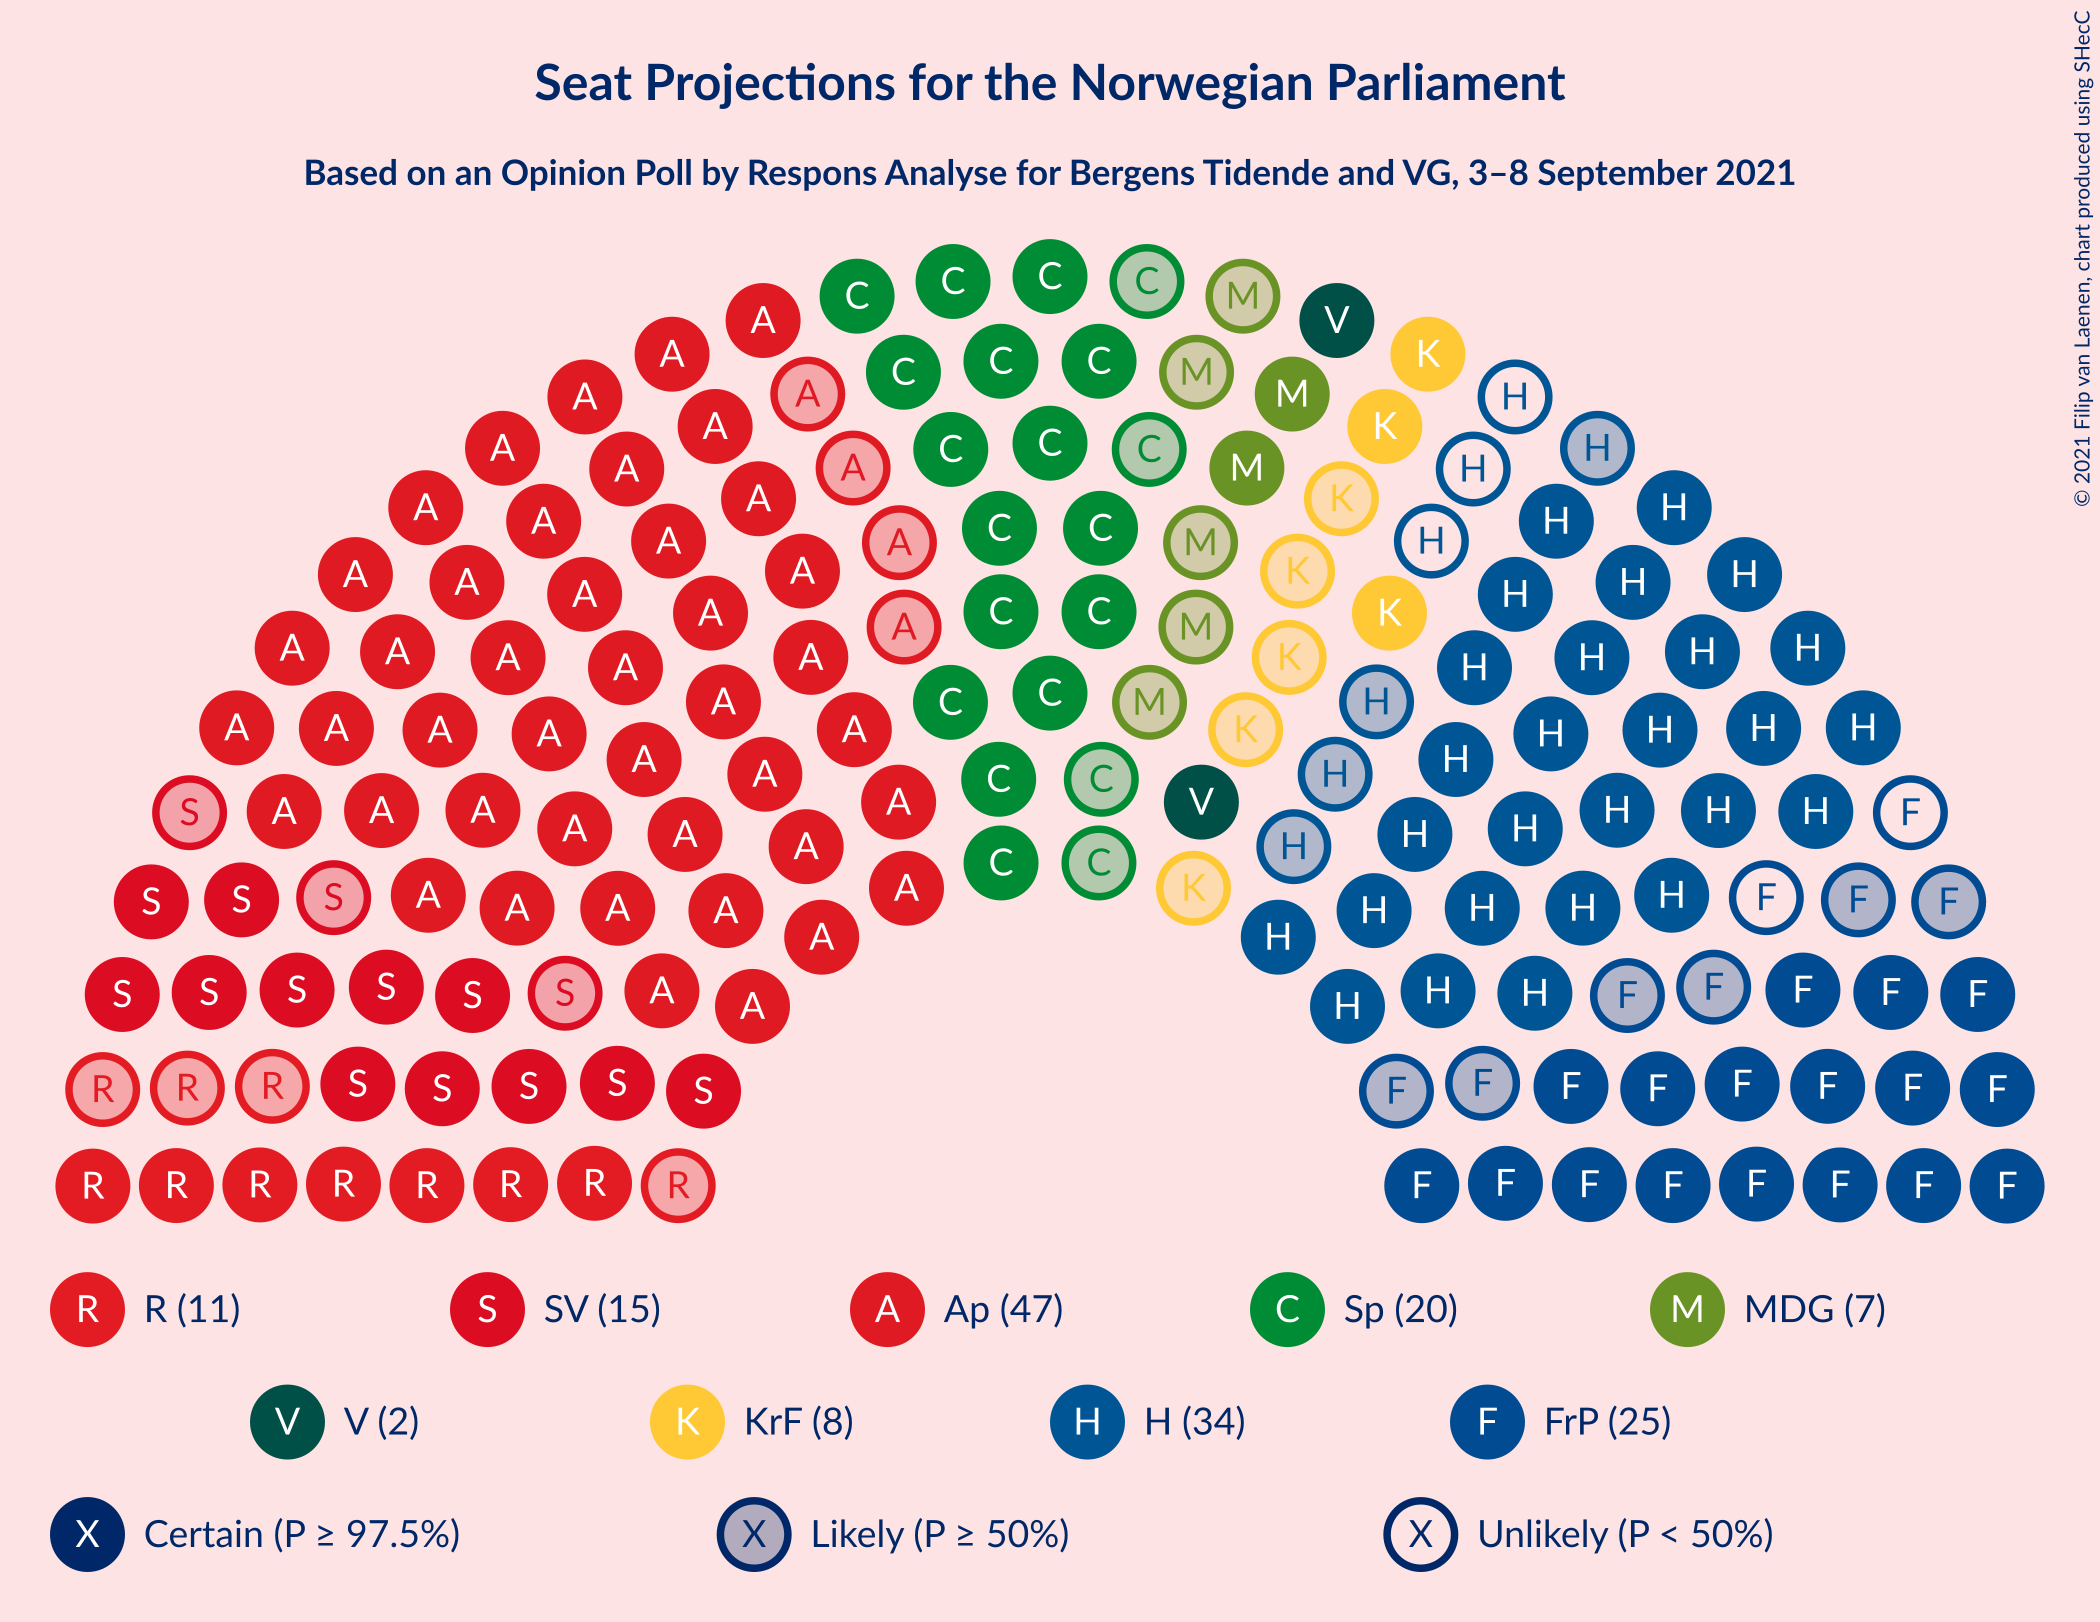 Seat Projections for the Norwegian Parliament
Based on an Opinion Poll by Respons Analyse for Bergens Tidende and VG, 3–8 September 2021
© 2021 Filip van Laenen, chart produced using SHecC
C C C C M
A V
A C C C M K
A A M H
A A C C C K H
A A M H
A A K H
A C C H
A A M H
A A K H
A A H H
A A C C M K
A A A A A K H H H H
A C C M H
A A A A A K H H H H
A A C C H H
S A A A A A A A V H H H H H H F
C C
S S S A A A A A K H H H H F F F
A H
S S S S S S A A H H H F F F F F
R R R S S S S S F F F F F F F F
R R R R R R R R F F F F F F F F
R R (11) S SV (15) A Ap (47) C Sp (20) M MDG (7)
V V (2) K KrF (8) H H (34) F FrP (25)
X Certain (P ≥ 97.5%) X Likely (P ≥ 50%) X Unlikely (P < 50%)